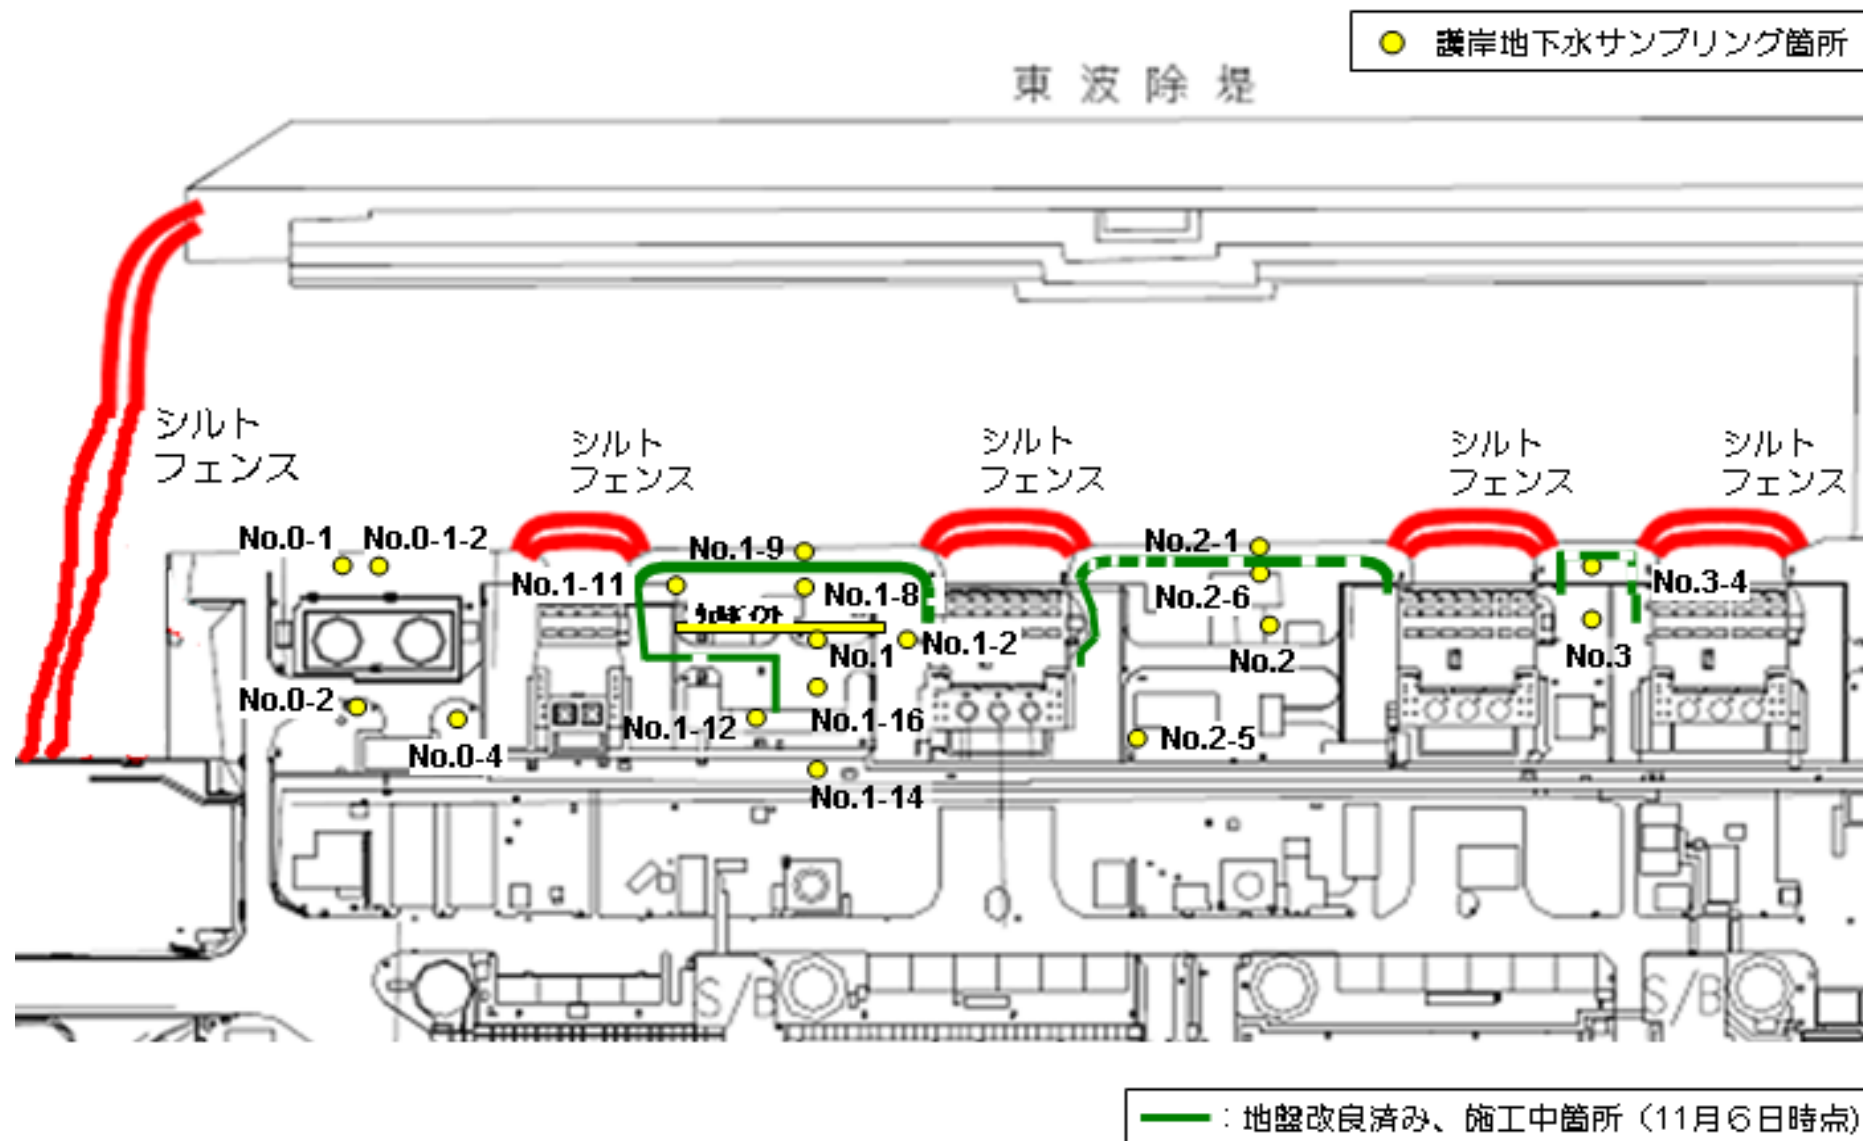 護岸地下水サンプリング箇所
東波除堤
シルト
フェンス
シルト
フェンス
シルト
フェンス
シルト
フェンス
シルト
フェンス
No.0-1
No.0-1-2
No.1-9
No.2-1
No.1-11
No.1-8
No.2-6
No.3-4
No.1
No.1-2
No.2
No.3
No.0-2
No.1-12
No.1-16
No.2-5
No.0-4
No.1-14
S/B
S/B
:地盤改良済み、施工中箇所(11月6日時点)